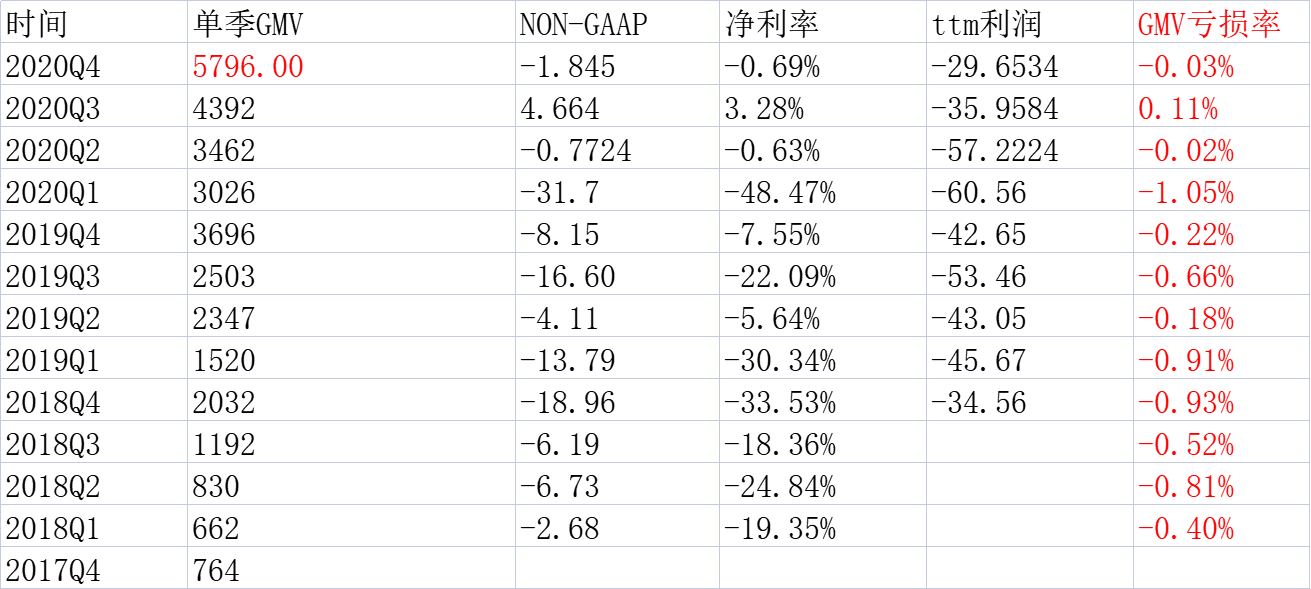 时间 单季GMV NON-GAAP 净利率 ttm利润 GMV亏损率
2020Q4 5796.00 -1.845 -0.69% -29.6534 -0.03%
2020Q3 4392 4.664 3.28% -35.9584 0.11%
2020Q2 3462 -0.7724 -0.63% -57.2224 -0.02%
2020Q1 3026 -31.7 -48.47% -60.56 -1.05%
2019Q4 3696 -8.15 -7.55% -42.65 -0.22%
2019Q3 2503 -16.60 -22.09% -53.46 -0.66%
2019Q2 2347 -4.11 -5.64% -43.05 -0.18%
2019Q1 1520 -13.79 -30.34% -45.67 -0.91%
2018Q4 2032 -18.96 -33.53% -34.56 -0.93%
2018Q3 1192 -6.19 -18.36% -0.52%
2018Q2 830 -6.73 -24.84% -0.81%
2018Q1 662 -2.68 -19.35% -0.40%
2017Q4 764